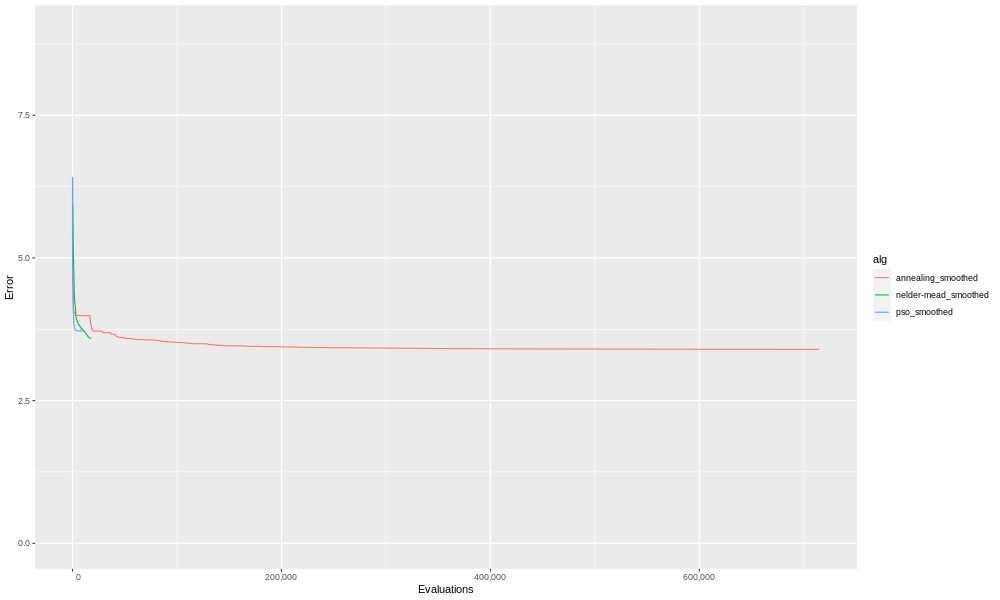 7.5
5.0
2.5
0.0
Error
0
200,000
400,000
600,000
Evaluations
alg
annealing_smoothed
nelder-mead_smoothed
pso_smoothed